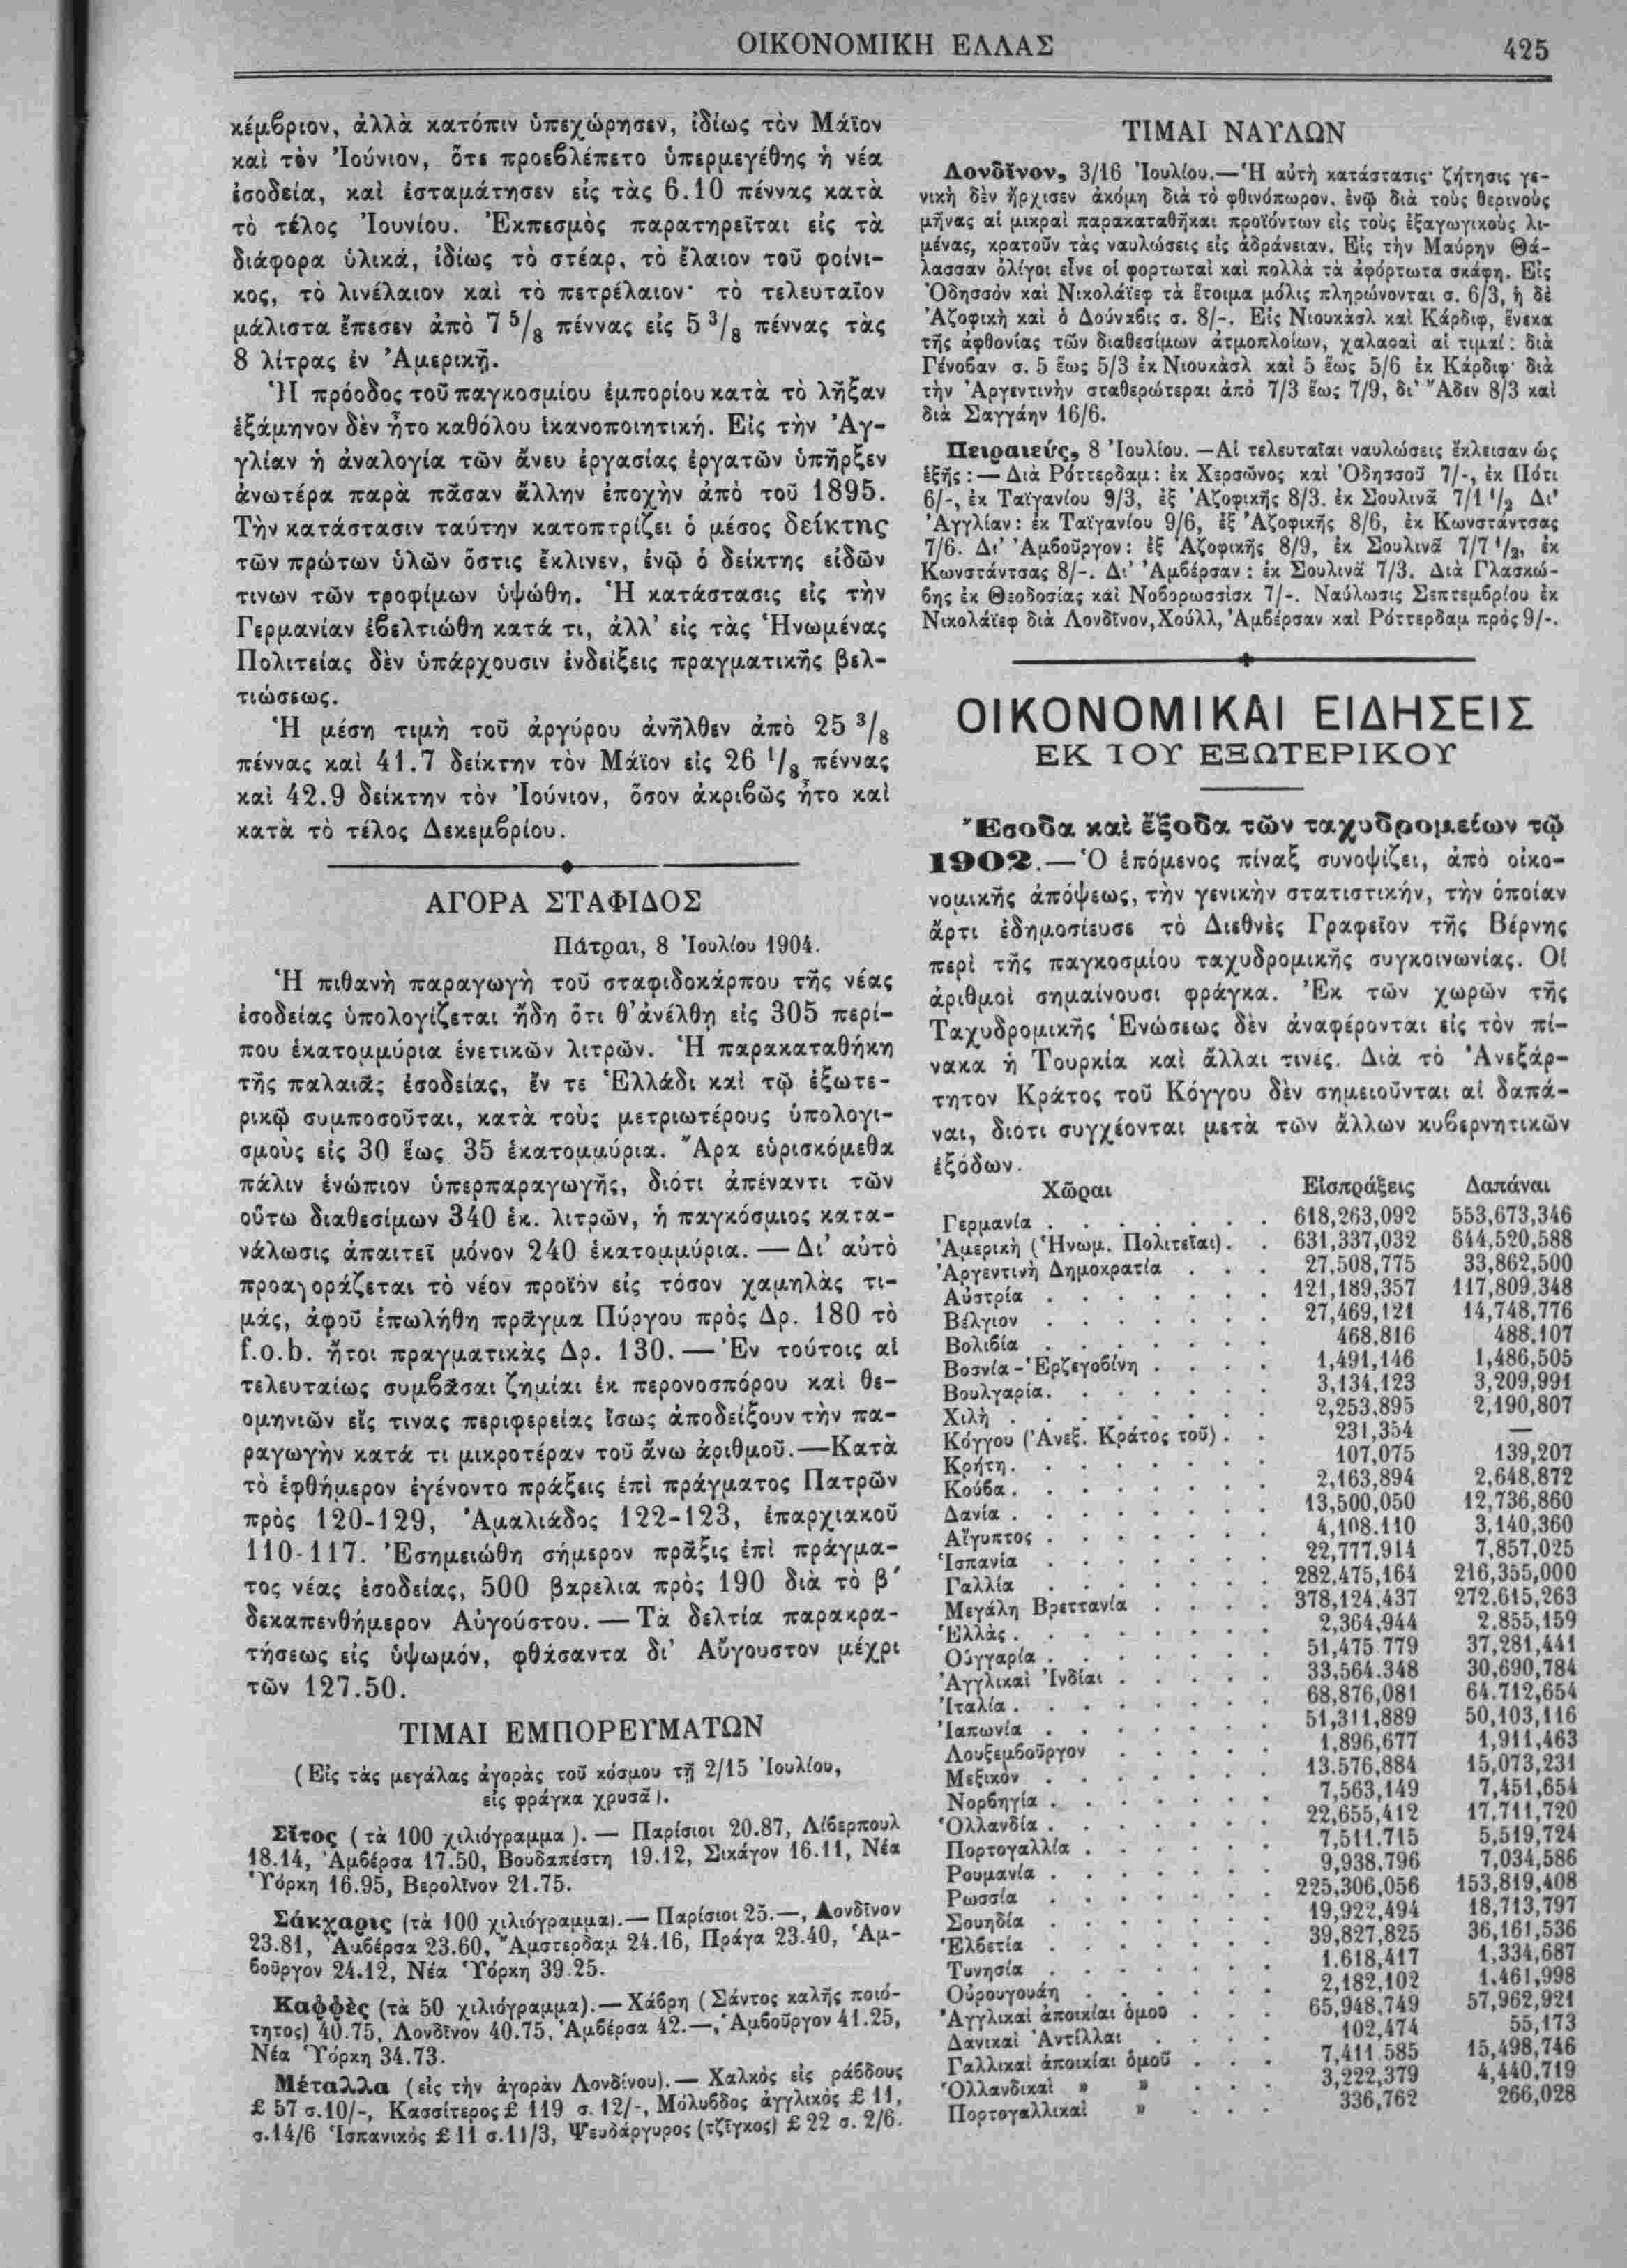 ΟΙΚΟΝΟΜΙΚΗ ΕΛΛΑΣ
425
κέμβριον, ἀλλὰ κατόπιν ὑπεχώρησεν, ἰδίως τὸν Μάϊον
καὶ τὸν Ἰούνιον, ὅτε προεβλέπετο ὑπερμεγέθης ἡ νέα
ἐσοδεία, καὶ ἐσταμάτησεν εἰς τὰς 6.10 πέννας κατὰ
τὸ τέλος Ἰουνίου. Ἐκπεσμὸς παρατηρεῖται εἰς τὰ
διάφορα ὑλικά, ἰδίως τὸ στέαρ, τὸ ἔλαιον τοῦ φοίνι-
κος, τὸ λινέλαιον καὶ τὸ πετρέλαιον· τὸ τελευταῖον
μάλιστα ἔπεσεν ἀπὸ 7 5/8 πέννας εἰς 5 3/8 πέννας τὰς
8 λίτρας ἐν Ἀμερικῇ.
Ἡ πρόοδος τοῦ παγκοσμίου ἐμπορίου κατὰ τὸ λῆξαν
ἑξάμηνον δὲν ἦτο καθόλου ἱκανοποιητική. Εἰς τὴν Ἀγ-
γλίαν ἡ ἀναλογία τῶν ἄνευ ἐργασίας ἐργατῶν ὑπῆρξεν
ἀνωτέρα παρὰ πᾶσαν ἄλλην ἐποχὴν ἀπὸ τοῦ 1895.
Τὴν κατάστασιν ταύτην κατοπτρίζει ὁ μέσος δείκτης
τῶν πρώτων ὑλῶν ὅστις ἔκλινεν, ἐνῷ ὁ δείκτης εἰδῶν
τινων τῶν τροφίμων ὑψώθη. Ἡ κατάστασις εἰς τὴν
Γερμανίαν ἐβελτιώθη κατά τι, ἀλλ' εἰς τὰς Ἡνωμένας
Πολιτείας δὲν ὑπάρχουσιν ἐνδείξεις πραγματικῆς βελ-
τιώσεως.
Ἡ μέση τιμὴ τοῦ ἀργύρου ἀνῆλθεν ἀπὸ 25 3/8
πέννας καὶ 41.7 δείκτην τὸν Μάϊον εἰς 26 1/8 πέννας
καὶ 42.9 δείκτην τὸν Ἰούνιον, ὅσον ἀκριβῶς ἦτο καὶ
κατὰ τὸ τέλος Δεκεμβρίου.
ΑΓΟΡΑ ΣΤΑΦΙΔΟΣ
Πάτραι, 8 Ἰουλίου 1904.
Ἡ πιθανὴ παραγωγὴ τοῦ σταφιδοκάρπου τῆς νέας
ἐσοδείας ὑπολογίζεται ἤδη ὅτι θ' ἀνέλθῃ εἰς 305 περί-
που ἑκατομμύρια ἑνετικῶν λιτρῶν. Ἡ παρακαταθήκη
τῆς παλαιᾶς ἐσοδείας, ἔν τε Ἑλλάδι καὶ τῷ ἐξωτε-
ρικῷ συμποσοῦται, κατὰ τοὺς μετριωτέρους ὑπολογι-
σμοὺς εἰς 30 ἕως 35 ἑκατομμύρια. Ἄρα εὑρισκόμεθα
πάλιν ἐνώπιον ὑπερπαραγωγῆς, διότι ἀπέναντι τῶν
οὕτω διαθεσίμων 340 ἑκ. λιτρῶν, ἡ παγκόσμιος κατα-
νάλωσις ἀπαιτεῖ μόνον 240 ἑκατομμύρια. — Δι' αὐτὸ
προαγοράζεται τὸ νέον προϊὸν εἰς τόσον χαμηλὰς τι-
μάς, ἀφοῦ ἐπωλήθη πρᾶγμα Πύργου πρὸς Δρ. 180 τὸ
f.o.b. ἤτοι πραγματικὰς Δρ. 130. — Ἐν τούτοις αἱ
τελευταίως συμβᾶσαι ζημίαι ἐκ περονοσπόρου καὶ θε-
ομηνιῶν εἴς τινας περιφερείας ἴσως ἀποδείξουν τὴν πα-
ραγωγὴν κατά τι μικροτέραν τοῦ ἄνω ἀριθμοῦ.—Κατὰ
τὸ ἑφθήμερον ἐγένοντο πράξεις ἐπὶ πράγματος Πατρῶν
πρὸς 120-129, Ἀμαλιάδος 122-123, ἐπαρχιακοῦ
110-117. Ἐσημειώθη σήμερον πρᾶξις ἐπὶ πράγμα-
τος νέας ἐσοδείας, 500 βαρέλια πρὸς 190 διὰ τὸ β΄
δεκαπενθήμερον Αὐγούστου. — Τὰ δελτία παρακρα-
τήσεως εἰς ὑψωμόν, φθάσαντα δι' Αὔγουστον μέχρι
τῶν 127.50.
ΤΙΜΑΙ ΕΜΠΟΡΕΥΜΑΤΩΝ
(Εἰς τὰς μεγάλας ἀγορὰς τοῦ κόσμου τῇ 2/15 Ἰουλίου,
εἰς φράγκα χρυσᾶ).
Σῖτος (τὰ 100 χιλιόγραμμα). — Παρίσιοι 20.87, Λίβερπουλ
18.14, Ἀμβέρσα 17.50, Βουδαπέστη 19.12, Σικάγον 16.11, Νέα
Ὑόρκη 16.95, Βερολῖνον 21.75.
Σάκχαρις (τὰ 100 χιλιόγραμμα).— Παρίσιοι 25.—, Λονδῖνον
23.81, Ἀμβέρσα 23.60, Ἄμστερδαμ 24.16, Πράγα 23.40, Ἁμ-
βοῦργον 24.12, Νέα Ὑόρκη 39.25.
Καφφὲς (τὰ 50 χιλιόγραμμα).— Χάβρη (Σάντος καλῆς ποιό-
τητος) 40.75, Λονδῖνον 40.75, Ἀμβέρσα 42.—, Ἁμβοῦργον 41.25,
Νέα Ὑόρκη 34.73.
Μέταλλα (εἰς τὴν ἀγορὰν Λονδίνου).— Χαλκὸς εἰς ράβδους
£ 57 σ.10/-, Κασσίτερος £ 119 σ. 12/-, Μόλυβδος ἀγγλικὸς £ 11,
σ.14/6 Ἰσπανικὸς £ 11 σ.11/3, Ψευδάργυρος (τζίγκος) £ 22 σ. 2/6.
ΤΙΜΑΙ ΝΑΥΛΩΝ
Λονδῖνον, 3/16 Ἰουλίου.—Ἡ αὐτὴ κατάστασις· ζήτησις γε-
νικὴ δὲν ἤρχισεν ἀκόμη διὰ τὸ φθινόπωρον, ἐνῷ διὰ τοὺς θερινοὺς
μῆνας αἱ μικραὶ παρακαταθῆκαι προϊόντων εἰς τοὺς ἐξαγωγικοὺς λι-
μένας, κρατοῦν τὰς ναυλώσεις εἰς ἀδράνειαν. Εἰς τὴν Μαύρην Θά-
λασσαν ὀλίγοι εἶνε οἱ φορτωταὶ καὶ πολλὰ τὰ ἀφόρτωτα σκάφη. Εἰς
Ὀδησσὸν καὶ Νικολάϊεφ τὰ ἕτοιμα μόλις πληρώνονται σ. 6/3, ἡ δὲ
Ἀζοφικὴ καὶ ὁ Δούναβις σ. 8/-. Εἰς Νιουκάσλ καὶ Κάρδιφ, ἕνεκα
τῆς ἀφθονίας τῶν διαθεσίμων ἀτμοπλοίων, χαλαραὶ αἱ τιμαί: διὰ
Γένοβαν σ. 5 ἕως 5/3 ἐκ Νιουκάσλ καὶ 5 ἕως 5/6 ἐκ Κάρδιφ· διὰ
τὴν Ἀργεντινὴν σταθερώτεραι ἀπὸ 7/3 ἕως 7/9, δι' Ἄδεν 8/3 καὶ
διὰ Σαγγάην 16/6.
Πειραιεύς, 8 Ἰουλίου. —Αἱ τελευταῖαι ναυλώσεις ἔκλεισαν ὡς
ἑξῆς: — Διὰ Ρόττερδαμ: ἐκ Χερσῶνος καὶ Ὀδησσοῦ 7/-, ἐκ Πότι
6/-, ἐκ Ταϊγανίου 9/3, ἐξ Ἀζοφικῆς 8/3. ἐκ Σουλινᾶ 7/1 1/2 Δι'
Ἀγγλίαν: ἐκ Ταϊγανίου 9/6, ἐξ Ἀζοφικῆς 8/6, ἐκ Κωνστάντσας
7/6. Δι' Ἁμβοῦργον: ἐξ Ἀζοφικῆς 8/9, ἐκ Σουλινᾶ 7/7 1/2, ἐκ
Κωνστάντσας 8/-. Δι' Ἀμβέρσαν: ἐκ Σουλινᾶ 7/3. Διὰ Γλασκώ-
βης ἐκ Θεοδοσίας καὶ Νοβορωσσὶσκ 7/-. Ναύλωσις Σεπτεμβρίου ἐκ
Νικολάϊεφ διὰ Λονδῖνον, Χούλλ, Ἀμβέρσαν καὶ Ρόττερδαμ πρὸς 9/-.
ΟΙΚΟΝΟΜΙΚΑΙ ΕΙΔΗΣΕΙΣ
ΕΚ ΤΟΥ ΕΞΩΤΕΡΙΚΟΥ
Ἔσοδα καὶ ἔξοδα τῶν ταχυδρομείων τῷ
1902.—Ὁ ἑπόμενος πίναξ συνοψίζει, ἀπὸ οἰκο-
νομικῆς ἀπόψεως, τὴν γενικὴν στατιστικήν, τὴν ὁποίαν
ἄρτι ἐδημοσίευσε τὸ Διεθνὲς Γραφεῖον τῆς Βέρνης
περὶ τῆς παγκοσμίου ταχυδρομικῆς συγκοινωνίας. Οἱ
ἀριθμοὶ σημαίνουσι φράγκα. Ἐκ τῶν χωρῶν τῆς
Ταχυδρομικῆς Ἑνώσεως δὲν ἀναφέρονται εἰς τὸν πί-
νακα ἡ Τουρκία καὶ ἄλλαι τινές. Διὰ τὸ Ἀνεξάρ-
τητον Κράτος τοῦ Κόγγου δὲν σημειοῦνται αἱ δαπά-
ναι, διότι συγχέονται μετὰ τῶν ἄλλων κυβερνητικῶν
ἐξόδων.
Χῶραι Εἰσπράξεις Δαπάναι
Γερμανία 618,263,092 553,673,346
Ἀμερικὴ (Ἡνωμ. Πολιτεῖαι) 631,337,032 644,520,588
Ἀργεντινὴ Δημοκρατία 27,508,775 33,862,500
Αὐστρία 121,189,357 117,809,348
Βέλγιον 27,469,121 14,748,776
Βολιβία 468,816 488,107
Βοσνία-Ἐρζεγοβίνη 1,491,146 1,486,505
Βουλγαρία 3,134,123 3,209,991
Χιλὴ 2,253,895 2,190,807
Κόγγου (Ἀνεξ. Κράτος τοῦ) 231,354 —
Κρήτη 107,075 139,207
Κούβα 2,163,894 2,648,872
Δανία 13,500,050 12,736,860
Αἴγυπτος 4,108.110 3.140,360
Ἱσπανία 22,777,914 7,857,025
Γαλλία 282,475,164 216,355,000
Μεγάλη Βρεττανία 378,124,437 272,615,263
Ἑλλὰς 2,364,944 2,855,159
Οὑγγαρία 51,475 779 37,281,441
Ἀγγλικαὶ Ἰνδίαι 33,564,348 30,690,784
Ἰταλία 68,876,081 64,712,654
Ἰαπωνία 51,311,889 50,103,116
Λουξεμβοῦργον 1,896,677 1,911,463
Μεξικὸν 13.576,884 15,073,231
Νορβηγία 7,563,149 7,451,654
Ὁλλανδία 22,655,412 17,711,720
Πορτογαλλία 7,511,715 5,519,724
Ρουμανία 9,938,796 7,034,586
Ρωσσία 225,306,056 153,819,408
Σουηδία 19,922,494 18,713,797
Ἑλβετία 39,827,825 36,161,536
Τυνησία 1.618,417 1,334,687
Οὐρουγουάη 2,182,102 1,461,998
Ἀγγλικαὶ ἀποικίαι ὁμοῦ 65,948,749 57,962,921
Δανικαὶ Ἀντίλλαι 102,474 55,173
Γαλλικαὶ ἀποικίαι ὁμοῦ 7,411 585 15,498,746
Ὁλλανδικαὶ » » 3,222,379 4,440,719
Πορτογαλλικαὶ » 336,762 266,028